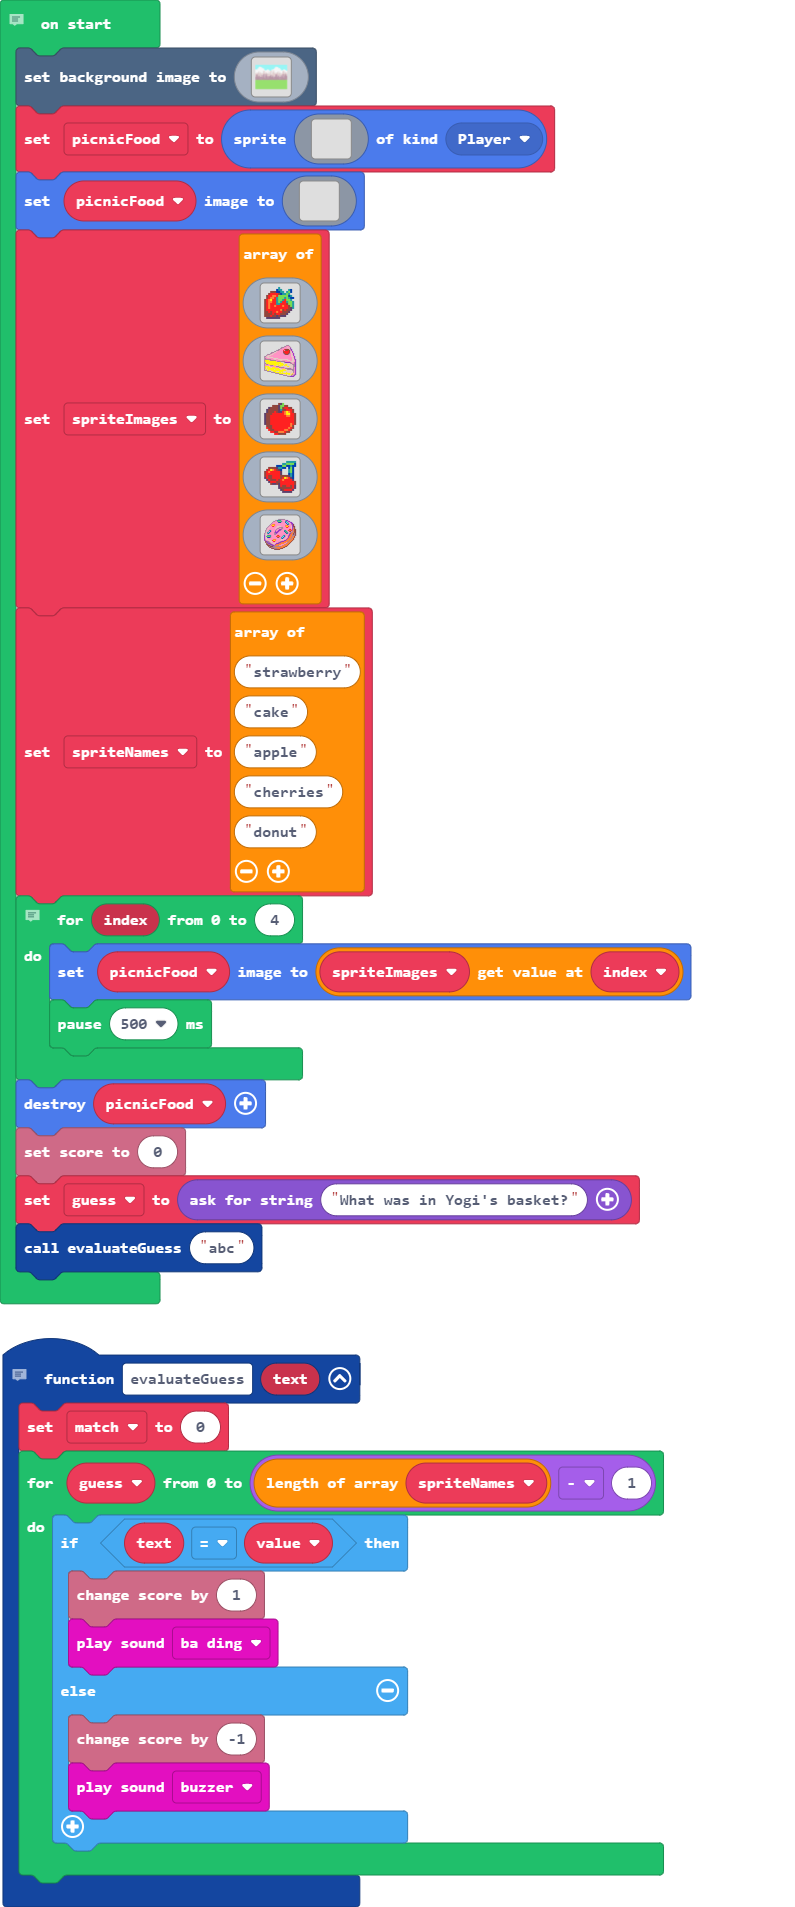 on start
set background image to
set picnicFood to sprite of kind Player
set picnicFood image to
array of
set spriteImages to
array of
"strawberry"
"cake"
"apple"
set spriteNames to
"cherries"
"donut"
for index from 0 to 4
do
set picnicFood image to spriteImages get value at index
pause 500 ms
destroy picnicFood
set score to 0
set guess to ask for string "What was in Yogi's basket?"
call evaluateGuess "abc"
function evaluateGuess text
set match to 0
for guess from 0 to length of array spriteNames - 1
do
if text = value then
change score by 1
play sound ba ding
else
change score by -1
play sound buzzer